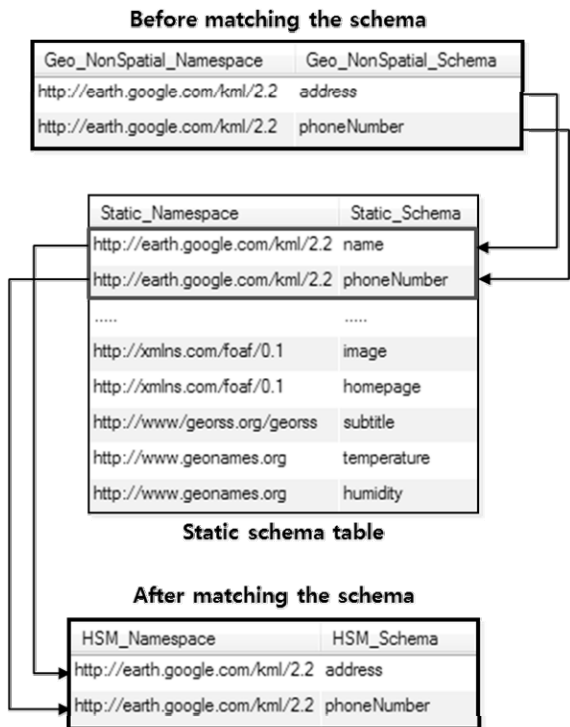 Before matching the schema
Geo_NonSpatial_Namespace Geo_NonSpatial_Schema
http://earth.google.com/kml/2.2 address
http://earth.google.com/kml/2.2 phoneNumber
Static_Namespace Static_Schema
http://earth.google.com/kml/2.2 name
http://earth.google.com/kml/2.2 phoneNumber
..... .....
http://xmlns.com/foaf/0.1 image
http://xmlns.com/foaf/0.1 homepage
http://www/georss.org/georss subtitle
http://www.geonames.org temperature
http://www.geonames.org humidity
Static schema table
After matching the schema
HSM_Namespace HSM_Schema
http://earth.google.com/kml/2.2 address
http://earth.google.com/kml/2.2 phoneNumber